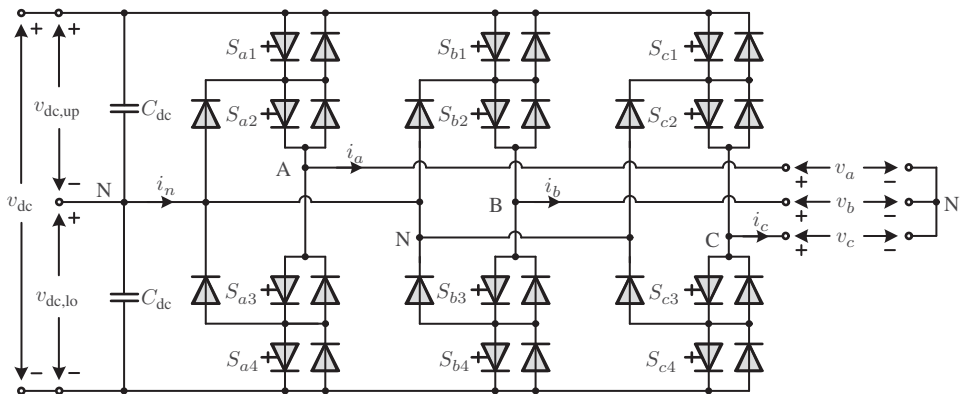 + + S_{a1} S_{b1} S_{c1}
v_{dc,up} C_{dc} S_{a2} S_{b2} S_{c2}
A i_a v_a
+ −
N − i_n B i_b v_b N
v_{dc} + + −
N C i_c v_c
+ −
v_{dc,lo} C_{dc} S_{a3} S_{b3} S_{c3}
S_{a4} S_{b4} S_{c4}
− −